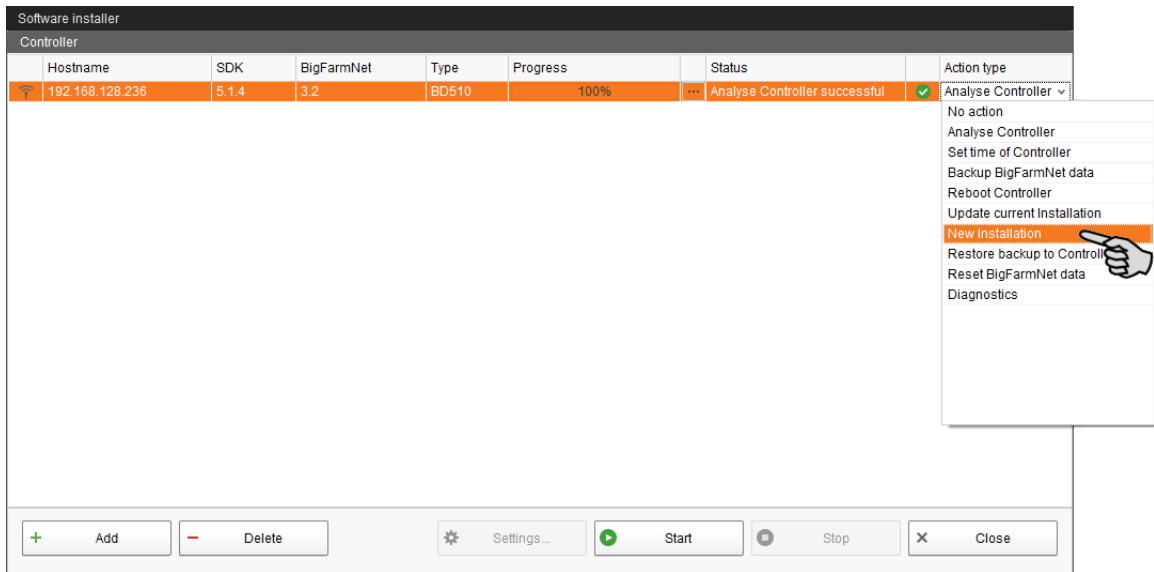 Software installer
Controller
Hostname SDK BigFarmNet Type Progress Status Action type
192.168.128.236 5.1.4 3.2 BD510 100% ... Analyse Controller successful Analyse Controller
No action
Analyse Controller
Set time of Controller
Backup BigFarmNet data
Reboot Controller
Update current Installation
New Installation
Restore backup to Controll
Reset BigFarmNet data
Diagnostics
Add Delete Settings... Start Stop Close